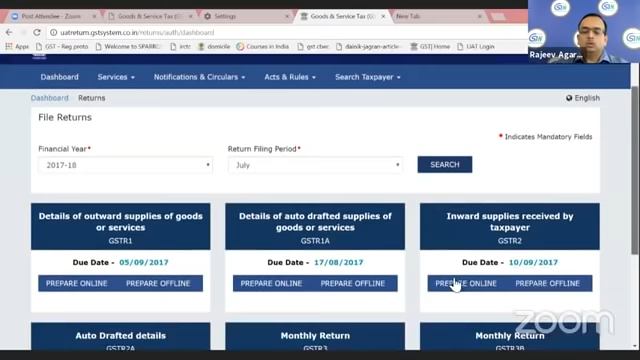 Post Attendee - Zoom
Goods & Service Tax (G
Settings
Goods & Service Tax (G
New Tab
uatreturn.gstsystem.co.in/returns/auth/dashboard
Apps
GST - Reg proto
irctc
domicile
Courses in India
gst cbec
dainik-jagran-article
GSTJ Home
UAT Login
Rajeev Agar...
Dashboard Services Notifications & Circulars Acts & Rules Search Taxpayer
Dashboard Returns
English
File Returns
* Indicates Mandatory Fields
Financial Year*
Return Filing Period*
2017-18
July
SEARCH
Details of outward supplies of goods or services
GSTR1
Due Date - 05/09/2017
PREPARE ONLINE PREPARE OFFLINE
Details of auto drafted supplies of goods or services
GSTR1A
Due Date - 17/08/2017
PREPARE ONLINE PREPARE OFFLINE
Inward supplies received by taxpayer
GSTR2
Due Date - 10/09/2017
PREPARE ONLINE PREPARE OFFLINE
Auto Drafted details
GSTR2A
Monthly Return
GSTR3
Monthly Return
GSTR3B
zoom